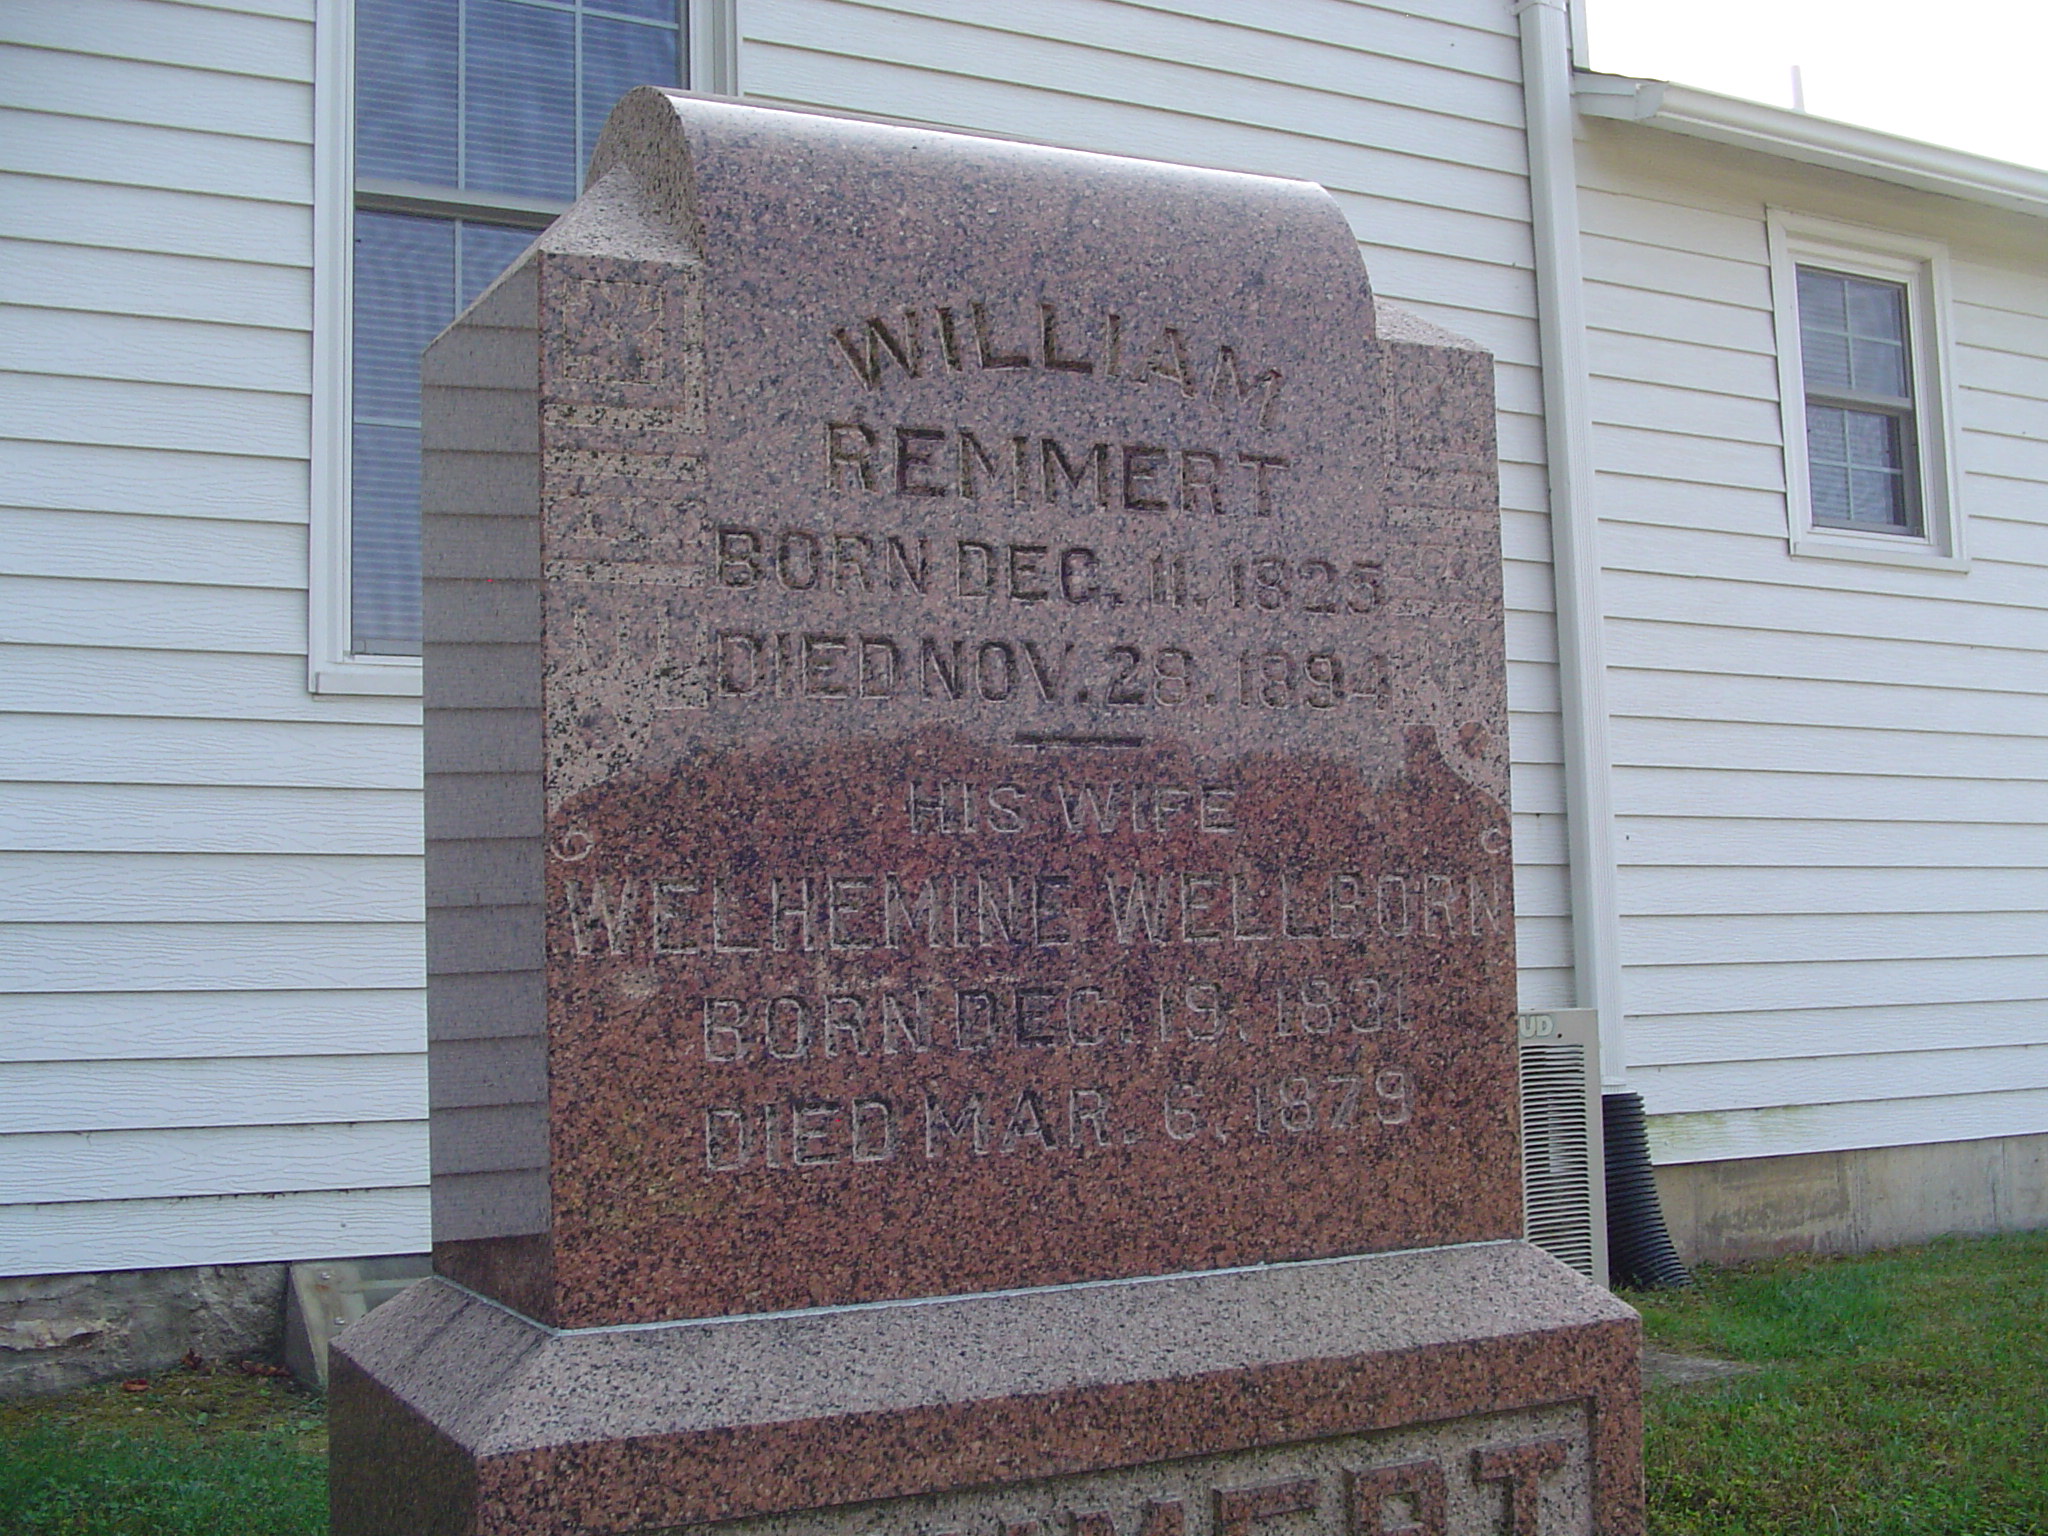 WILLIAM
REMMERT
BORN DEC. 11. 1825
DIED NOV. 28. 1894
HIS WIFE
WELHEMINE WELLBORN
BORN DEC. 19. 1831
DIED MAR. 6. 1879